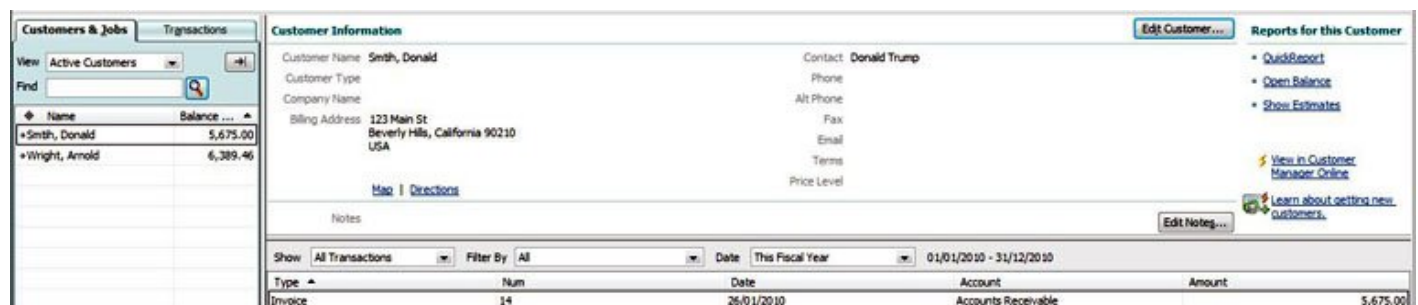 Customers & Jobs
Transactions
View Active Customers
Find
Name Balance ...
Smith, Donald 5,675.00
Wright, Arnold 6,389.46
Customer Information
Edit Customer...
Customer Name Smith, Donald
Customer Type
Company Name
Billing Address 123 Main St
Beverly Hills, California 90210
USA
Map | Directions
Contact Donald Trump
Phone
Alt Phone
Fax
Email
Terms
Price Level
Notes
Edit Notes...
Reports for this Customer
QuickReport
Open Balance
Show Estimates
View in Customer
Manager Online
Learn about getting new
customers.
Show All Transactions Filter By All Date This Fiscal Year 01/01/2010 - 31/12/2010
Type Num Date Account Amount
Invoice 14 26/01/2010 Accounts Receivable 5,675.00